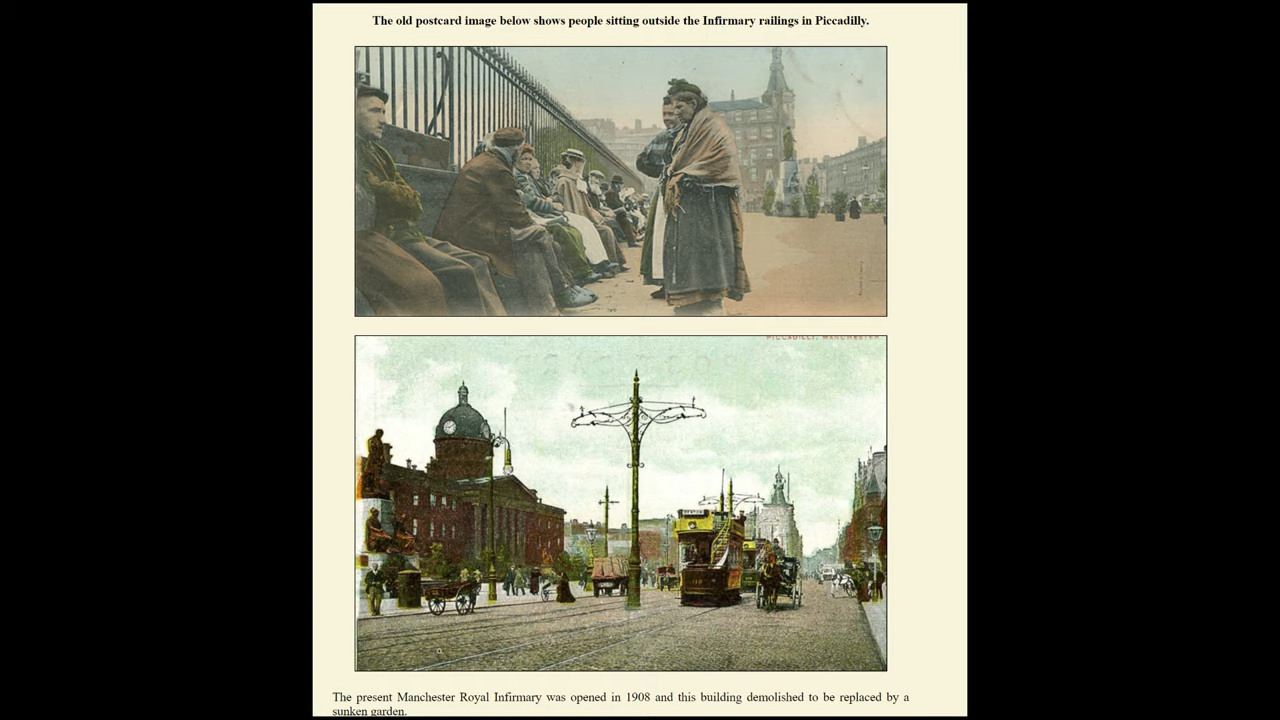 The old postcard image below shows people sitting outside the Infirmary railings in Piccadilly.
PICCADILLY, MANCHESTER
The present Manchester Royal Infirmary was opened in 1908 and this building demolished to be replaced by a
sunken garden.